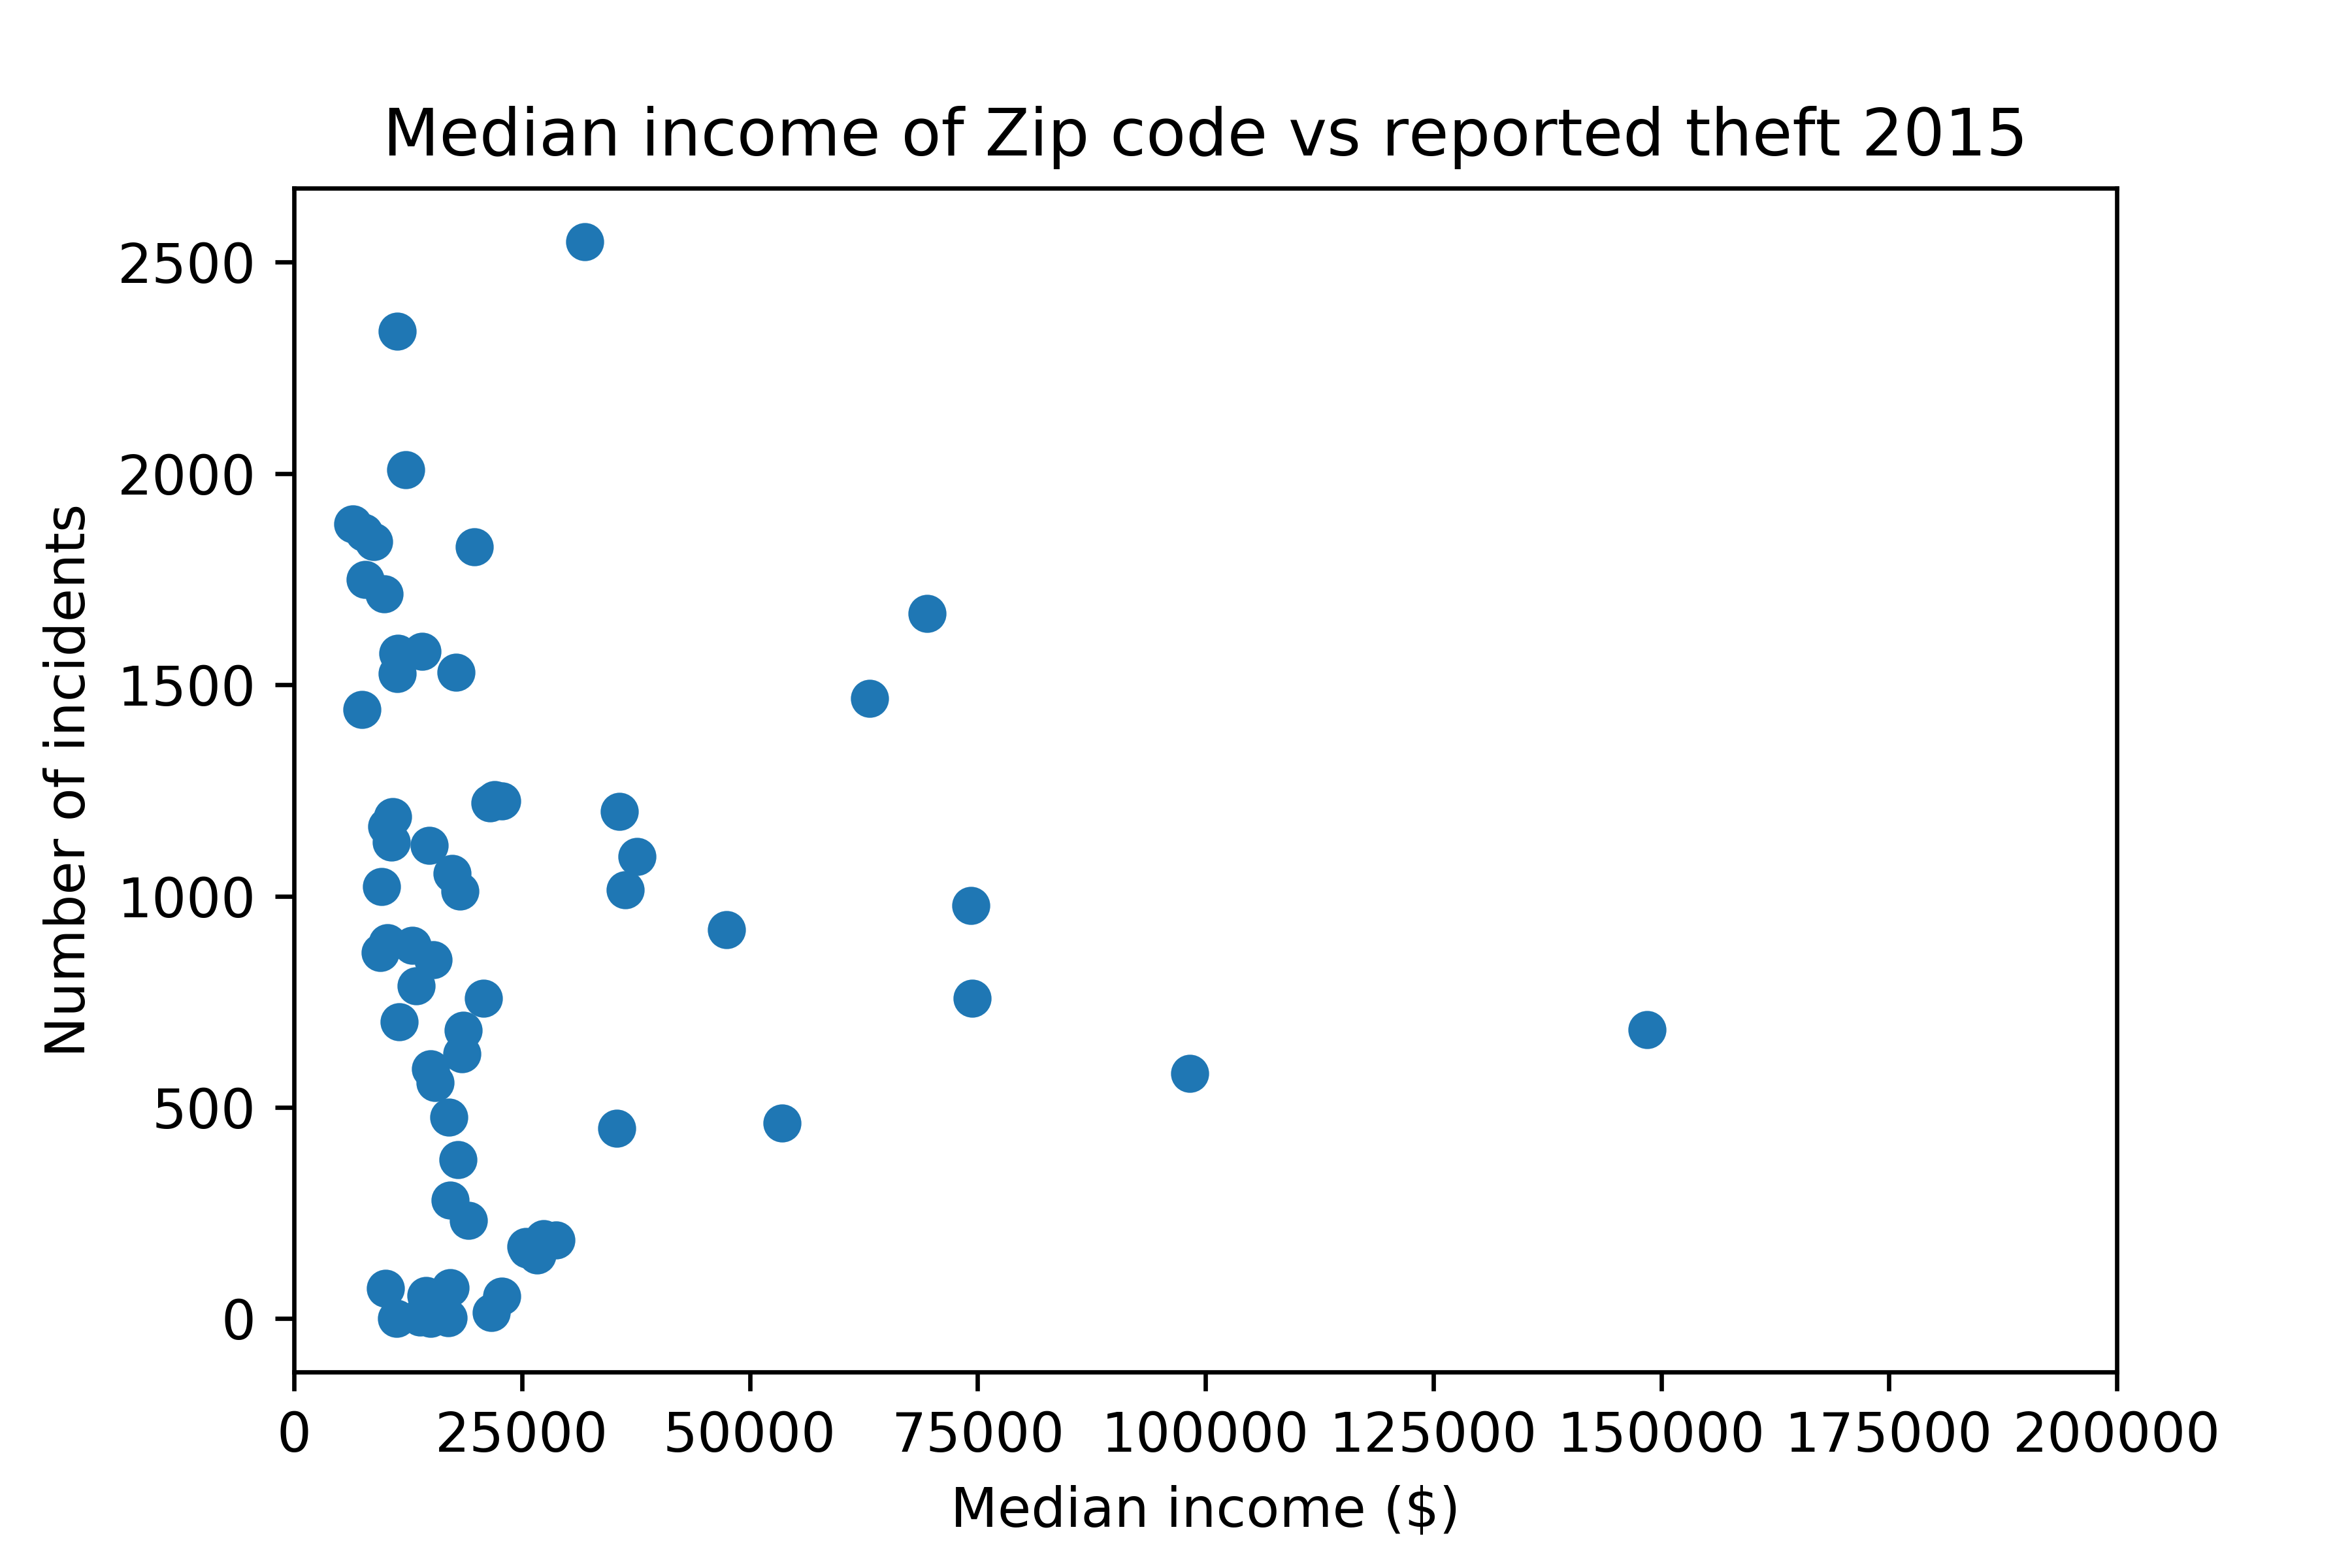 Median income of Zip code vs reported theft 2015
2500
2000
1500
1000
500
0
Number of incidents
0 25000 50000 75000 100000 125000 150000 175000 200000
Median income ($)